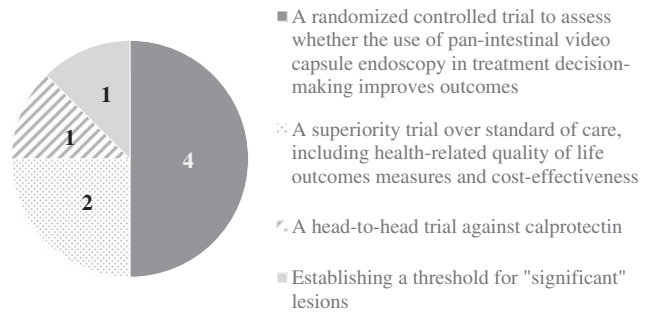 A randomized controlled trial to assess
whether the use of pan-intestinal video
capsule endoscopy in treatment decision-
making improves outcomes
A superiority trial over standard of care,
including health-related quality of life
outcomes measures and cost-effectiveness
A head-to-head trial against calprotectin
Establishing a threshold for "significant"
lesions
1
1
4
2